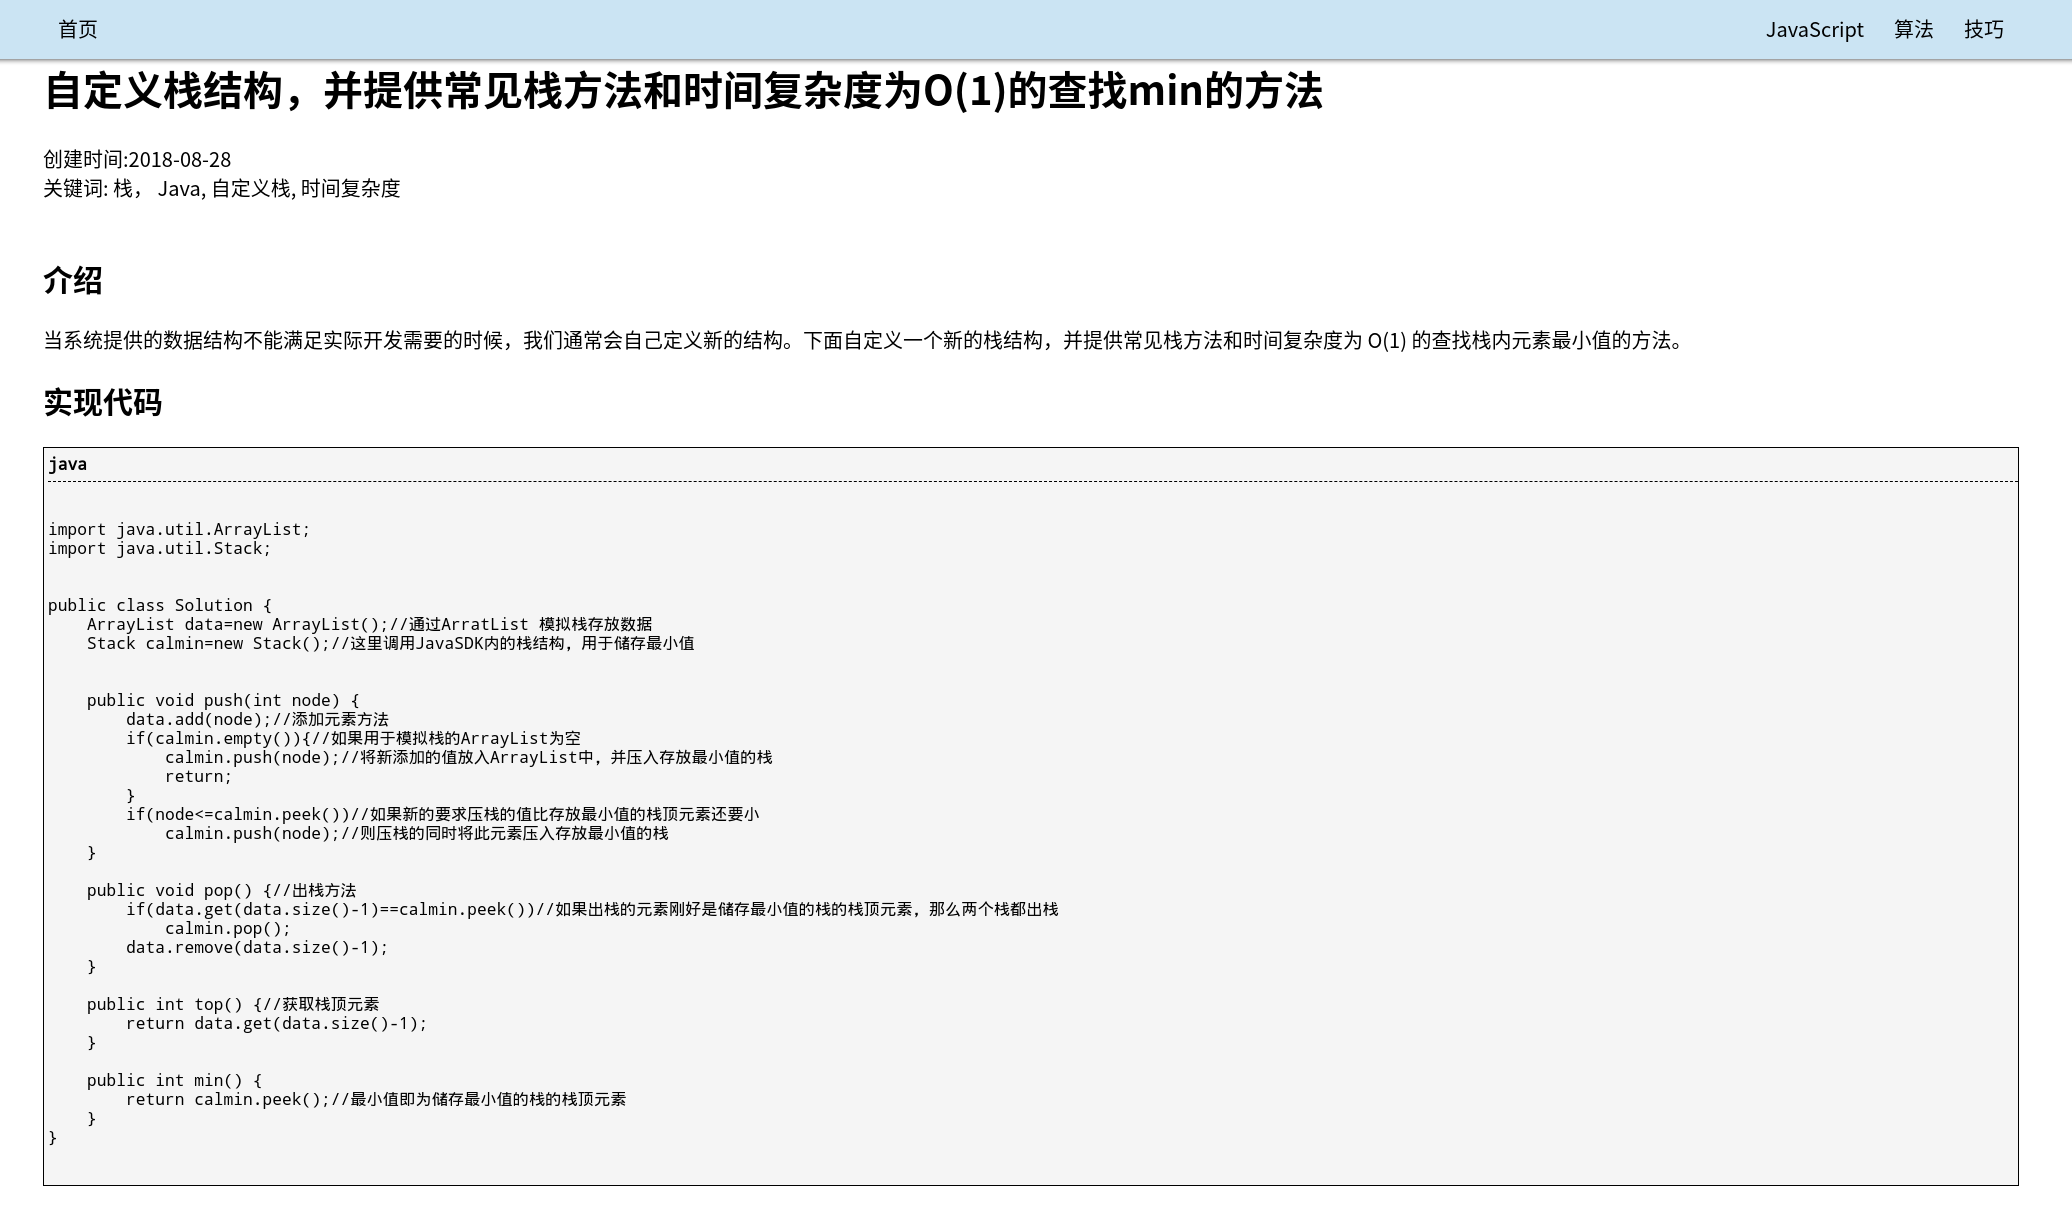 首页 JavaScript 算法 技巧
自定义栈结构，并提供常见栈方法和时间复杂度为O(1)的查找min的方法
创建时间:2018-08-28
关键词: 栈， Java, 自定义栈, 时间复杂度
介绍
当系统提供的数据结构不能满足实际开发需要的时候，我们通常会自己定义新的结构。下面自定义一个新的栈结构，并提供常见栈方法和时间复杂度为 O(1) 的查找栈内元素最小值的方法。
实现代码
java
import java.util.ArrayList;
import java.util.Stack;
public class Solution {
    ArrayList data=new ArrayList();//通过ArratList 模拟栈存放数据
    Stack calmin=new Stack();//这里调用JavaSDK内的栈结构，用于储存最小值
    public void push(int node) {
        data.add(node);//添加元素方法
        if(calmin.empty()){//如果用于模拟栈的ArrayList为空
            calmin.push(node);//将新添加的值放入ArrayList中，并压入存放最小值的栈
            return;
        }
        if(node<=calmin.peek())//如果新的要求压栈的值比存放最小值的栈顶元素还要小
            calmin.push(node);//则压栈的同时将此元素压入存放最小值的栈
    }
    public void pop() {//出栈方法
        if(data.get(data.size()-1)==calmin.peek())//如果出栈的元素刚好是储存最小值的栈的栈顶元素，那么两个栈都出栈
            calmin.pop();
        data.remove(data.size()-1);
    }
    public int top() {//获取栈顶元素
        return data.get(data.size()-1);
    }
    public int min() {
        return calmin.peek();//最小值即为储存最小值的栈的栈顶元素
    }
}